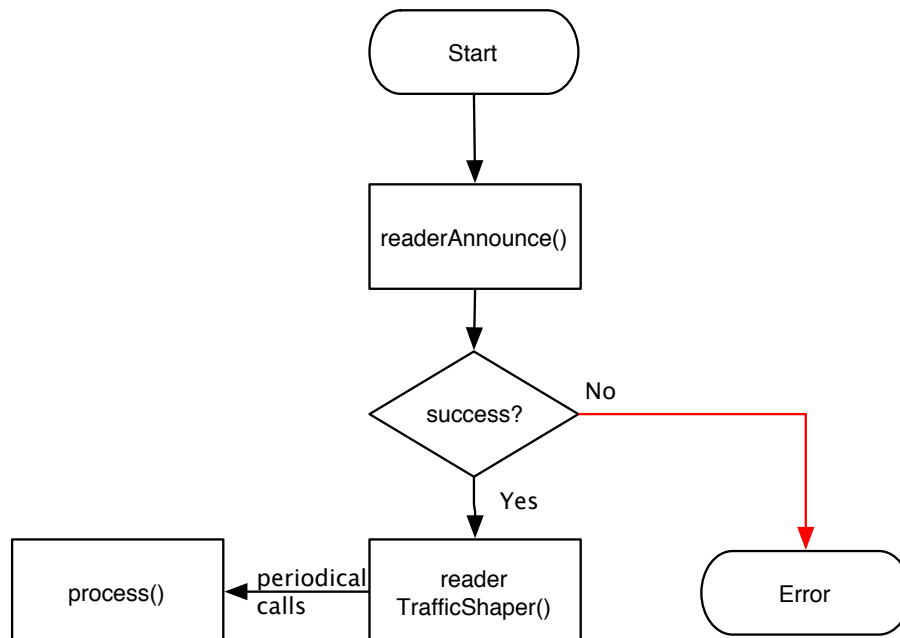 Start
readerAnnounce()
success?
No
Yes
process()
periodical
calls
reader
TrafficShaper()
Error